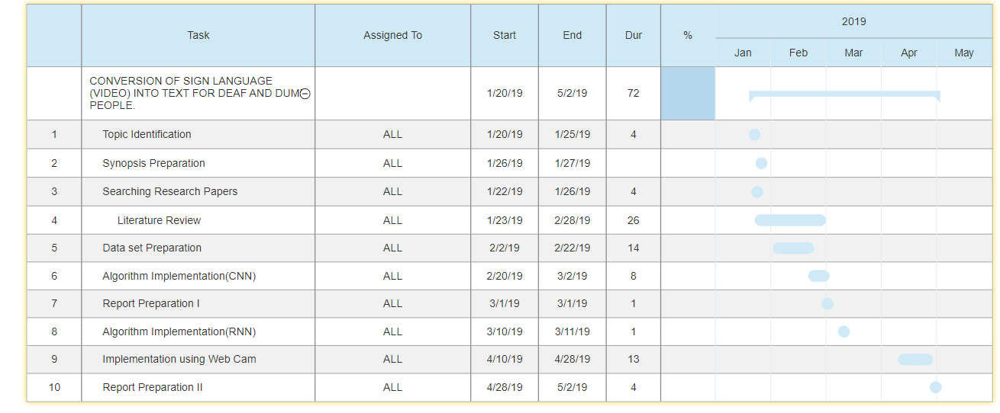 Task Assigned To Start End Dur % 2019
Jan Feb Mar Apr May
CONVERSION OF SIGN LANGUAGE
(VIDEO) INTO TEXT FOR DEAF AND DUM
PEOPLE.
1/20/19 5/2/19 72
1 Topic Identification ALL 1/20/19 1/25/19 4
2 Synopsis Preparation ALL 1/26/19 1/27/19
3 Searching Research Papers ALL 1/22/19 1/26/19 4
4 Literature Review ALL 1/23/19 2/28/19 26
5 Data set Preparation ALL 2/2/19 2/22/19 14
6 Algorithm Implementation(CNN) ALL 2/20/19 3/2/19 8
7 Report Preparation I ALL 3/1/19 3/1/19 1
8 Algorithm Implementation(RNN) ALL 3/10/19 3/11/19 1
9 Implementation using Web Cam ALL 4/10/19 4/28/19 13
10 Report Preparation II ALL 4/28/19 5/2/19 4